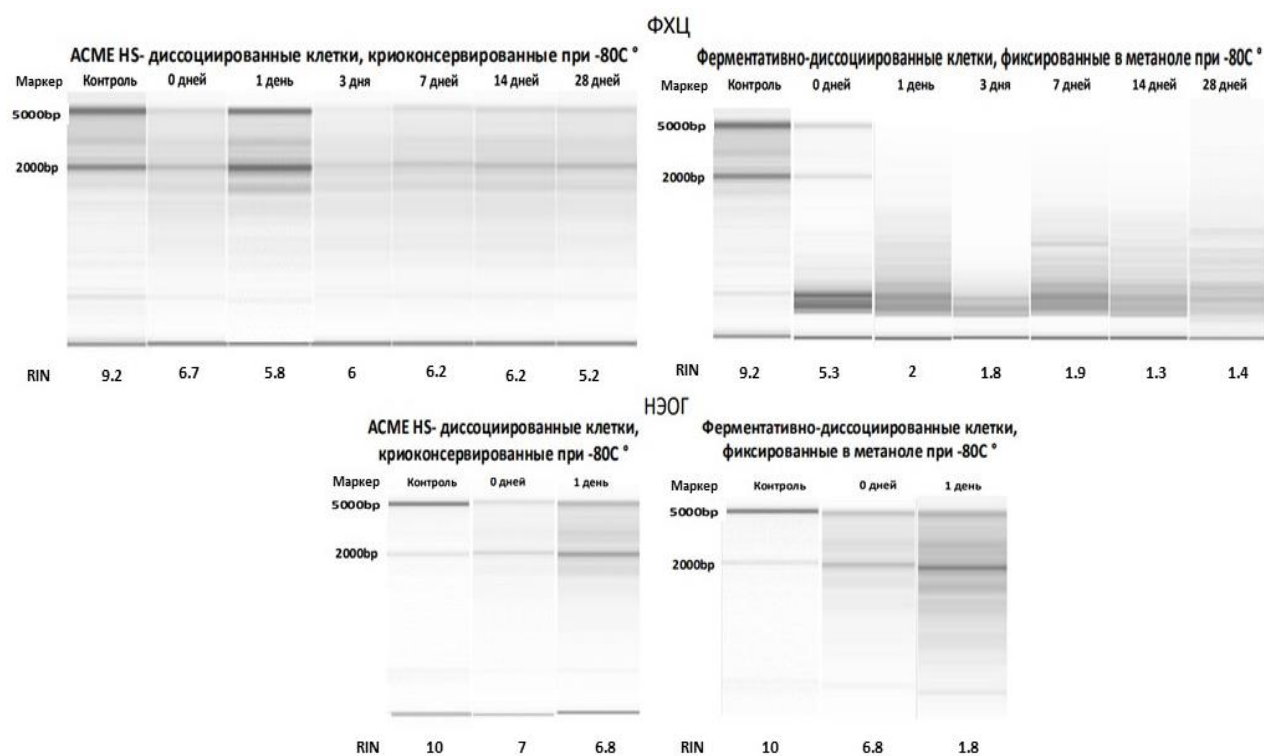 ФХЦ
ACME HS- диссоциированные клетки, криоконсервированные при -80С °
Маркер Контроль 0 дней 1 день 3 дня 7 дней 14 дней 28 дней
5000bp
2000bp
RIN 9.2 6.7 5.8 6 6.2 6.2 5.2
Ферментативно-диссоциированные клетки, фиксированные в метаноле при -80С °
Маркер Контроль 0 дней 1 день 3 дня 7 дней 14 дней 28 дней
5000bp
2000bp
RIN 9.2 5.3 2 1.8 1.9 1.3 1.4
НЭОГ
ACME HS- диссоциированные клетки,
криоконсервированные при -80С °
Маркер Контроль 0 дней 1 день
5000bp
2000bp
RIN 10 7 6.8
Ферментативно-диссоциированные клетки,
фиксированные в метаноле при -80С °
Маркер Контроль 0 дней 1 день
5000bp
2000bp
RIN 10 6.8 1.8